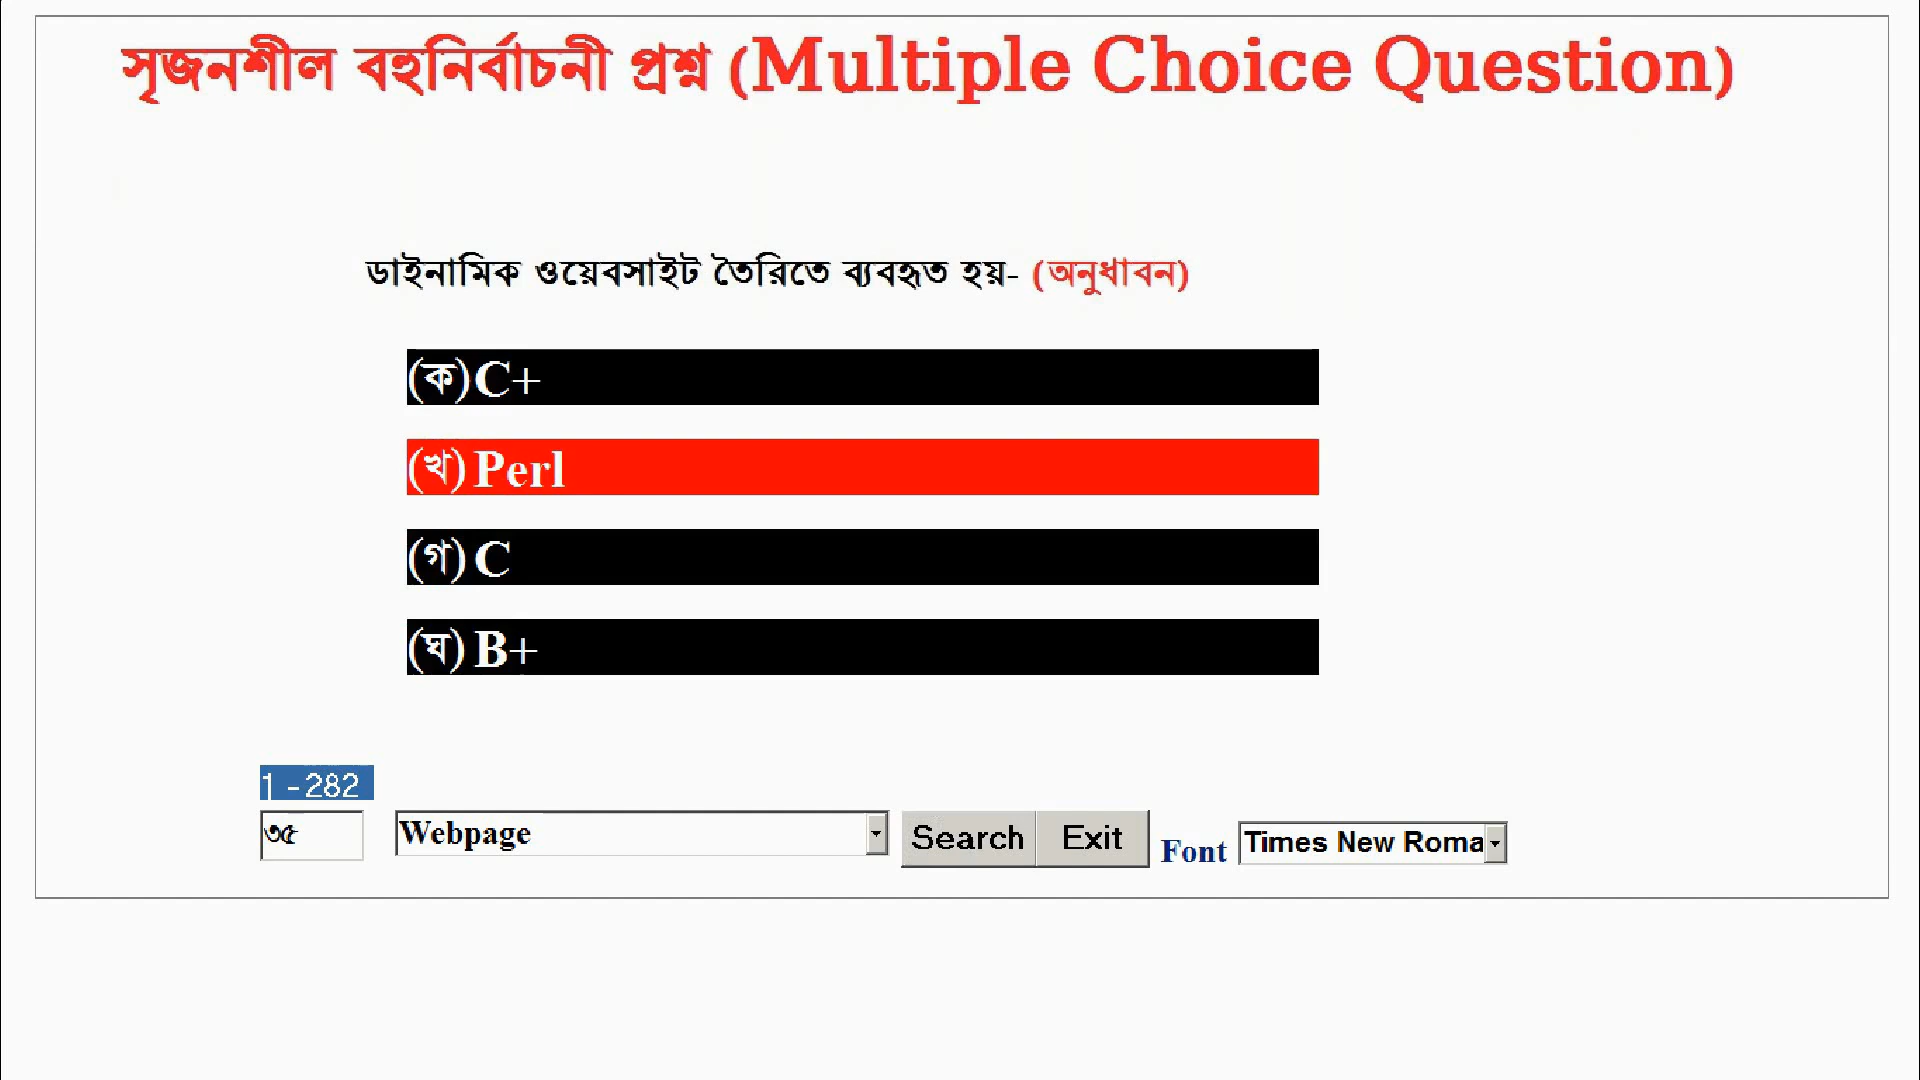 সৃজনশীল বহুনির্বাচনী প্রশ্ন (Multiple Choice Question)
ডাইনামিক ওয়েবসাইট তৈরিতে ব্যবহৃত হয়- (অনুধাবন)
(ক) C+
(খ) Perl
(গ) C
(ঘ) B+
1 -282
৩৫ Webpage Search Exit Font Times New Roma